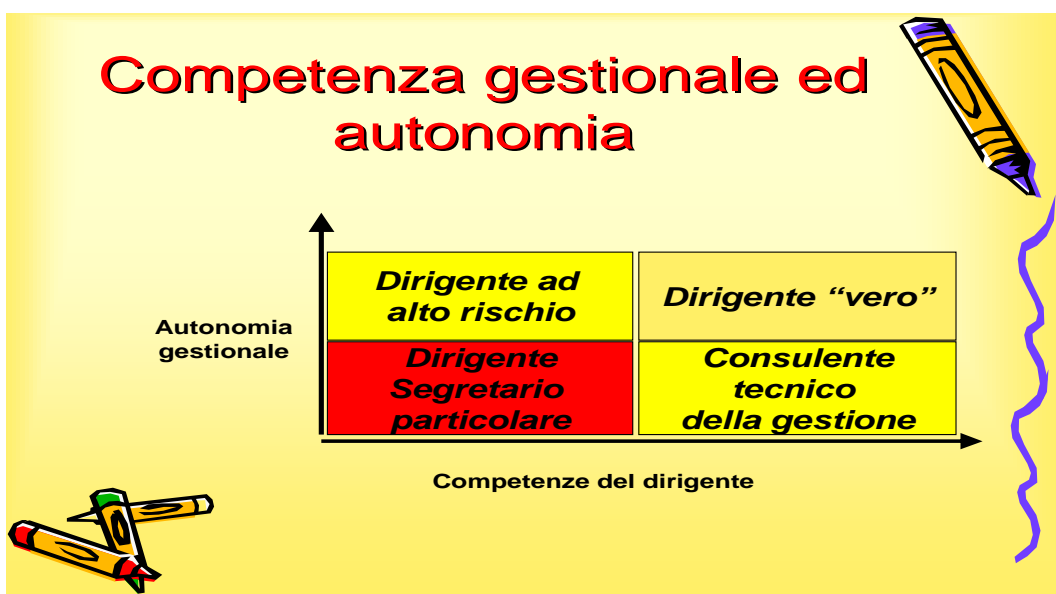 Competenza gestionale ed
autonomia
Dirigente ad
alto rischio
Dirigente “vero”
Autonomia
gestionale
Dirigente
Segretario
particolare
Consulente
tecnico
della gestione
Competenze del dirigente